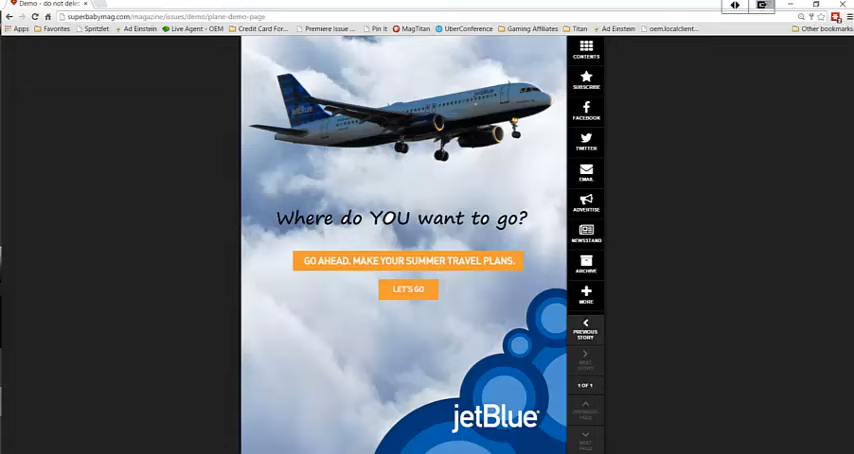 Demo - do not delet
superbabymag.com/magazine/issues/demo/plane-demo-page
Apps Favorites Spritzlet Ad Einstein Live Agent - OEM Credit Card For... Premiere Issue ... Pin It MagTitan UberConference Gaming Affiliates Titan Ad Einstein oem.localclient... Other bookmarks
CONTENTS
SUBSCRIBE
FACEBOOK
TWITTER
EMAIL
ADVERTISE
NEWSSTAND
ARCHIVE
MORE
PREVIOUS
STORY
NEXT
STORY
1 OF 1
PREVIOUS
PAGE
NEXT
PAGE
jetBlue
Where do YOU want to go?
GO AHEAD. MAKE YOUR SUMMER TRAVEL PLANS.
LET'S GO
jetBlue